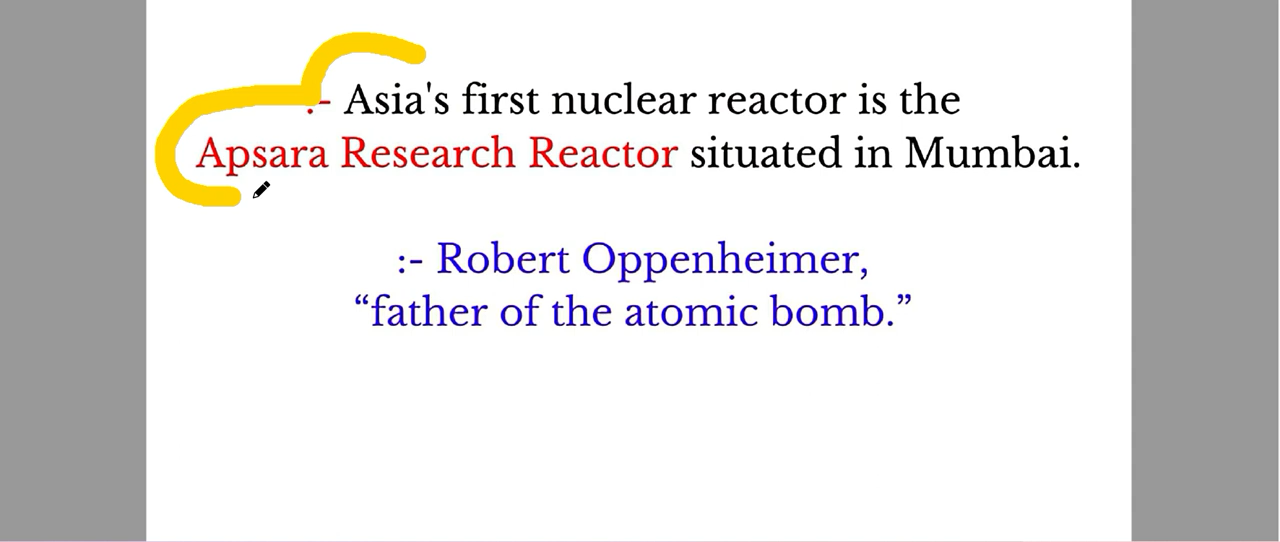 :- Asia's first nuclear reactor is the
Apsara Research Reactor situated in Mumbai.
:- Robert Oppenheimer,
“father of the atomic bomb.”